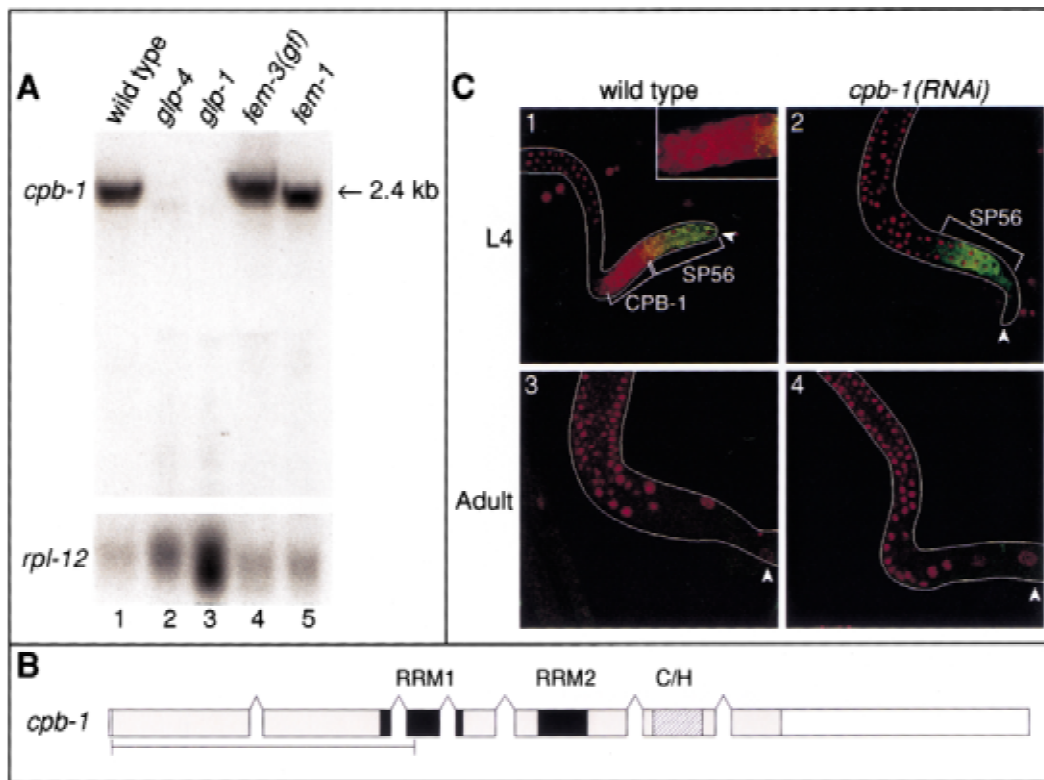 A
wild type
glp-4
glp-1
fem-3(gf)
fem-1
cpb-1
← 2.4 kb
rpl-12
1 2 3 4 5
C
wild type
cpb-1(RNAi)
L4
1
SP56
CPB-1
2
SP56
Adult
3
4
B
RRM1 RRM2 C/H
cpb-1